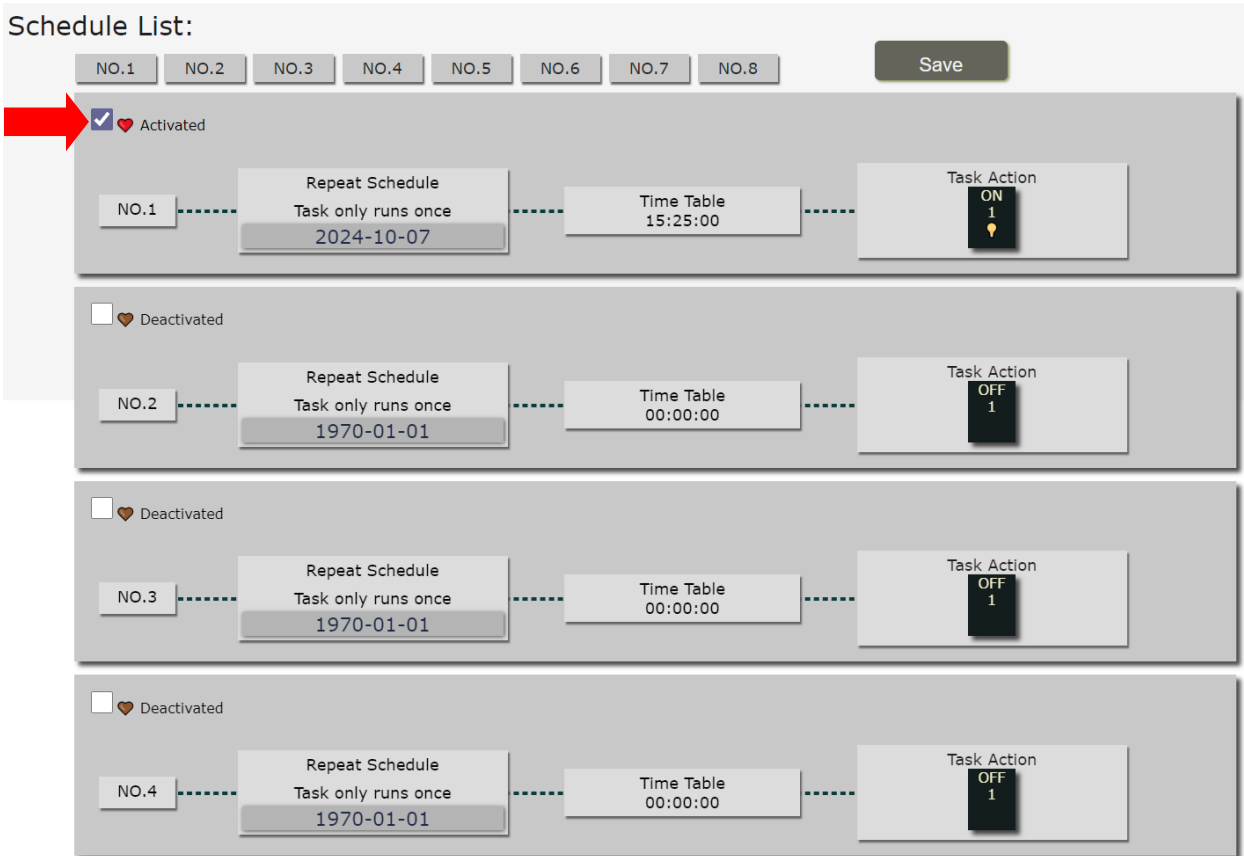 Schedule List:
NO.1 NO.2 NO.3 NO.4 NO.5 NO.6 NO.7 NO.8 Save
Activated
NO.1
Repeat Schedule
Task only runs once
2024-10-07
Time Table
15:25:00
Task Action
ON
1
Deactivated
NO.2
Repeat Schedule
Task only runs once
1970-01-01
Time Table
00:00:00
Task Action
OFF
1
Deactivated
NO.3
Repeat Schedule
Task only runs once
1970-01-01
Time Table
00:00:00
Task Action
OFF
1
Deactivated
NO.4
Repeat Schedule
Task only runs once
1970-01-01
Time Table
00:00:00
Task Action
OFF
1